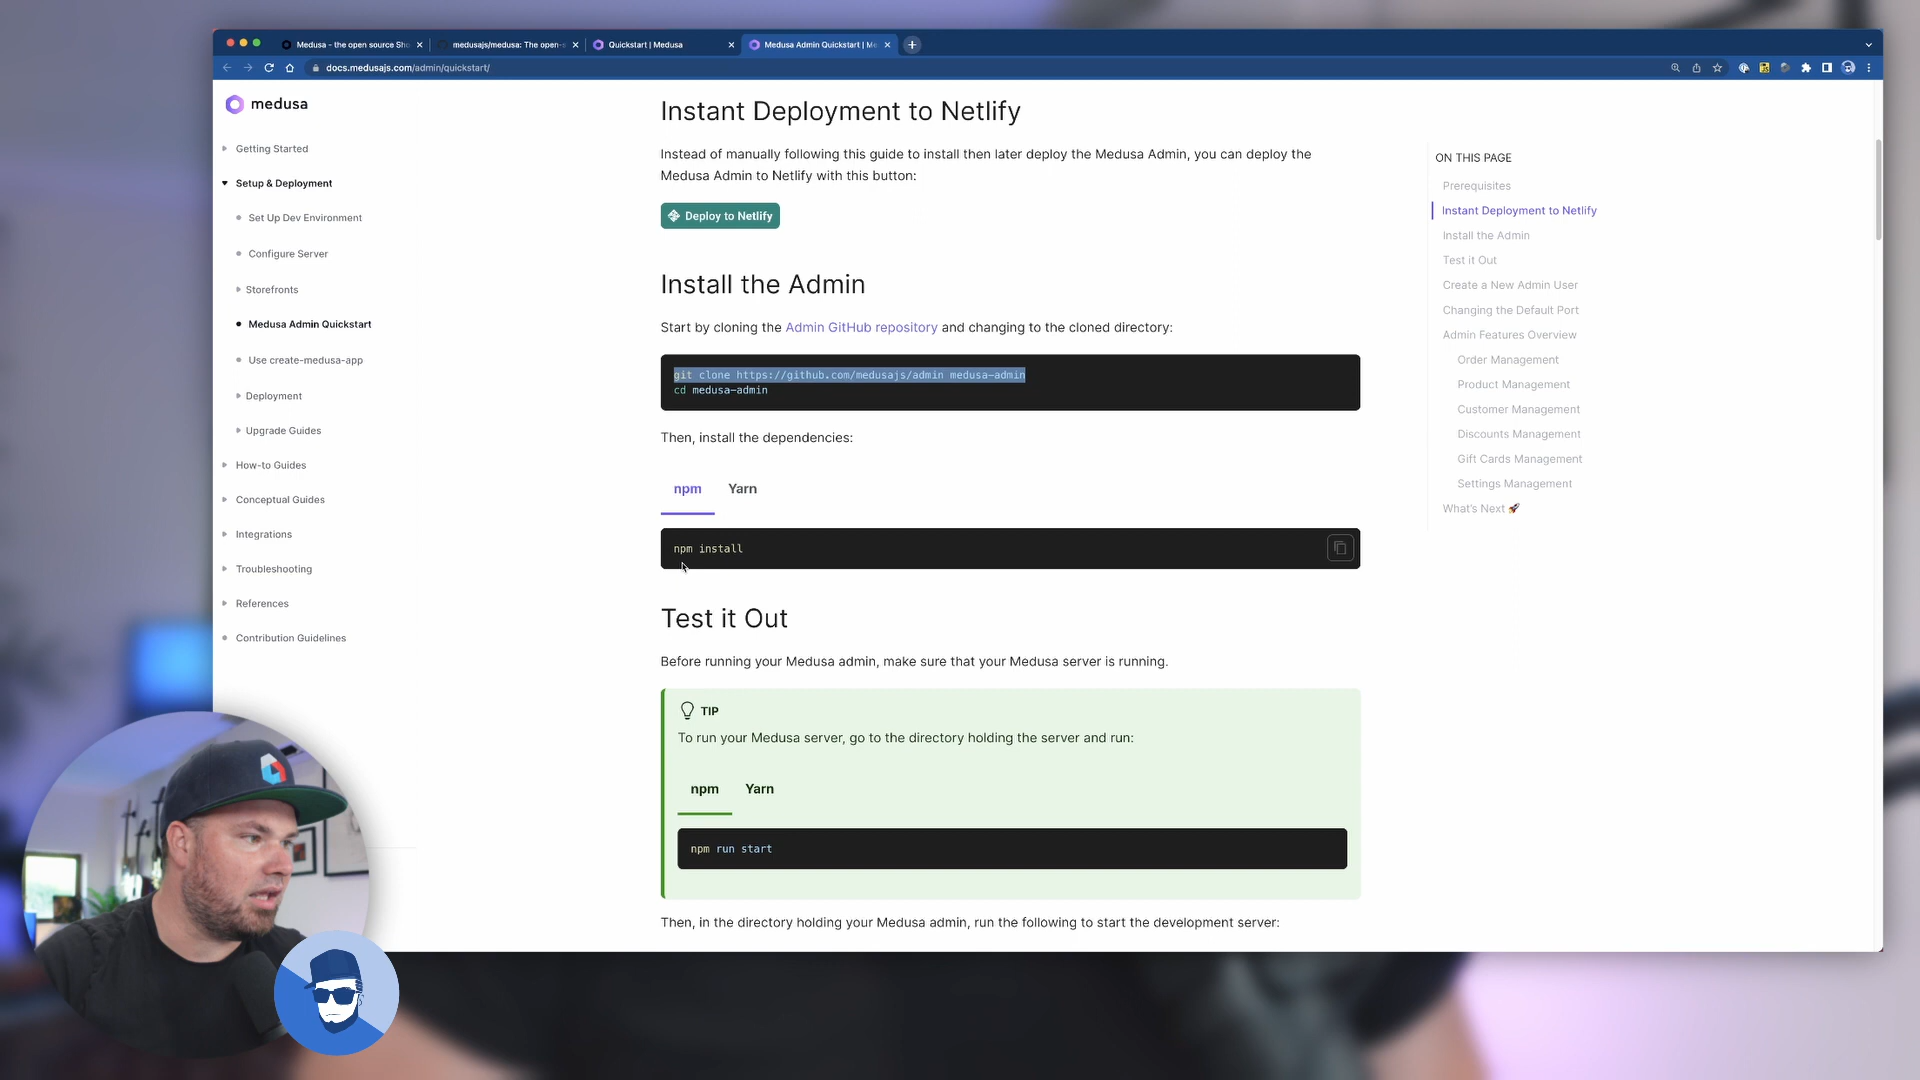 Medusa - the open source Sho
medusajs/medusa: The open-s
Quickstart | Medusa
Medusa Admin Quickstart | Me
docs.medusajs.com/admin/quickstart/
medusa
Getting Started
Setup & Deployment
Set Up Dev Environment
Configure Server
Storefronts
Medusa Admin Quickstart
Use create-medusa-app
Deployment
Upgrade Guides
How-to Guides
Conceptual Guides
Integrations
Troubleshooting
References
Contribution Guidelines
Instant Deployment to Netlify
Instead of manually following this guide to install then later deploy the Medusa Admin, you can deploy the
Medusa Admin to Netlify with this button:
Deploy to Netlify
Install the Admin
Start by cloning the Admin GitHub repository and changing to the cloned directory:
git clone https://github.com/medusajs/admin medusa-admin
cd medusa-admin
Then, install the dependencies:
npm Yarn
npm install
Test it Out
Before running your Medusa admin, make sure that your Medusa server is running.
TIP
To run your Medusa server, go to the directory holding the server and run:
npm Yarn
npm run start
Then, in the directory holding your Medusa admin, run the following to start the development server:
ON THIS PAGE
Prerequisites
Instant Deployment to Netlify
Install the Admin
Test it Out
Create a New Admin User
Changing the Default Port
Admin Features Overview
Order Management
Product Management
Customer Management
Discounts Management
Gift Cards Management
Settings Management
What's Next 🚀